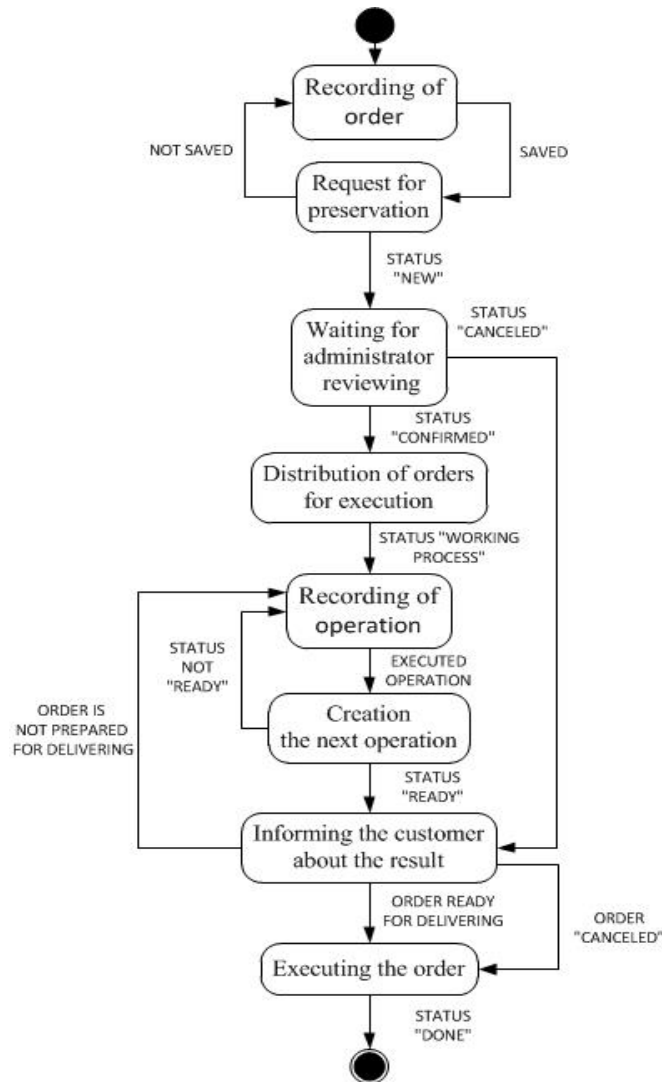 Recording of
order
NOT SAVED
SAVED
Request for
preservation
STATUS
"NEW"
STATUS
"CANCELED"
Waiting for
administrator
reviewing
STATUS
"CONFIRMED"
Distribution of orders
for execution
STATUS "WORKING
PROCESS"
Recording of
operation
STATUS
NOT
"READY"
EXECUTED
OPERATION
ORDER IS
NOT PREPARED
FOR DELIVERING
Creation
the next operation
STATUS
"READY"
Informing the customer
about the result
ORDER READY
FOR DELIVERING
ORDER
"CANCELED"
Executing the order
STATUS
"DONE"